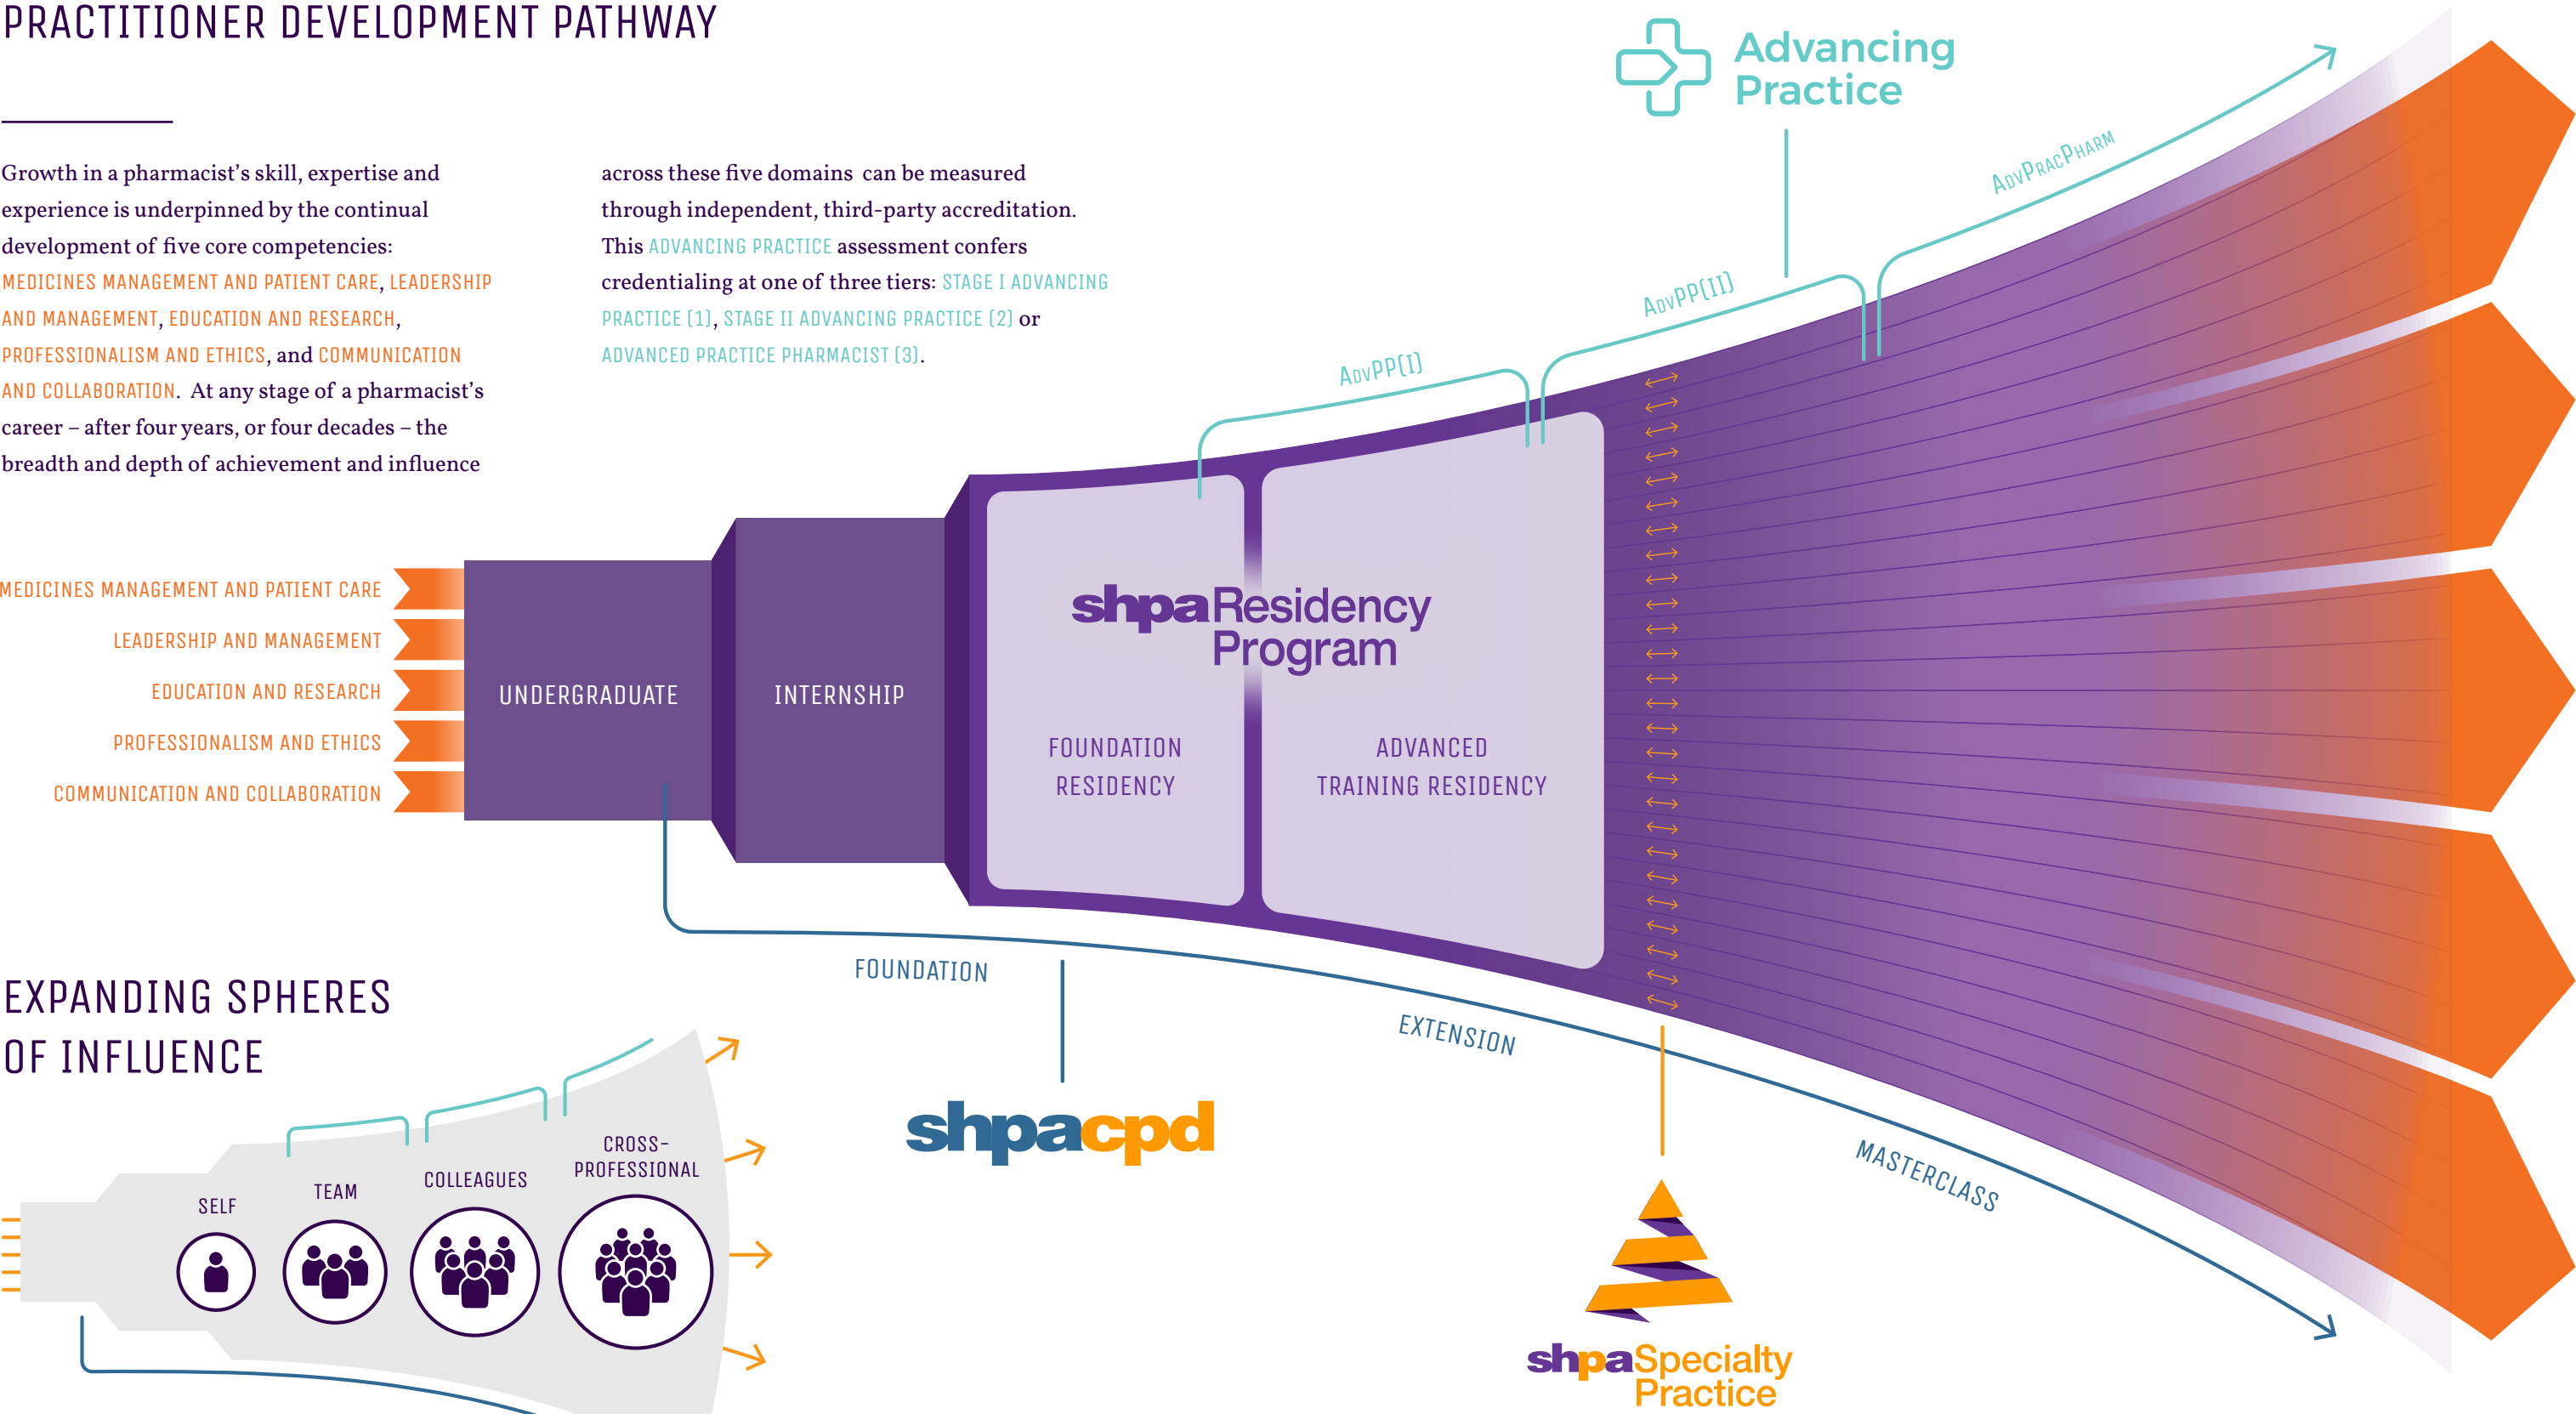 PRACTITIONER DEVELOPMENT PATHWAY
Growth in a pharmacist’s skill, expertise and
experience is underpinned by the continual
development of five core competencies:
MEDICINES MANAGEMENT AND PATIENT CARE, LEADERSHIP
AND MANAGEMENT, EDUCATION AND RESEARCH,
PROFESSIONALISM AND ETHICS, and COMMUNICATION
AND COLLABORATION. At any stage of a pharmacist’s
career – after four years, or four decades – the
breadth and depth of achievement and influence
across these five domains can be measured
through independent, third-party accreditation.
This ADVANCING PRACTICE assessment confers
credentialing at one of three tiers: STAGE I ADVANCING
PRACTICE (1), STAGE II ADVANCING PRACTICE (2) or
ADVANCED PRACTICE PHARMACIST (3).
Advancing
Practice
AdvPP(I)
AdvPP(II)
AdvPracPharm
MEDICINES MANAGEMENT AND PATIENT CARE
LEADERSHIP AND MANAGEMENT
EDUCATION AND RESEARCH
PROFESSIONALISM AND ETHICS
COMMUNICATION AND COLLABORATION
UNDERGRADUATE
INTERNSHIP
shpaResidency
Program
FOUNDATION
RESIDENCY
ADVANCED
TRAINING RESIDENCY
FOUNDATION
EXTENSION
MASTERCLASS
shpacpd
shpaSpecialty
Practice
EXPANDING SPHERES
OF INFLUENCE
SELF
TEAM
COLLEAGUES
CROSS-
PROFESSIONAL